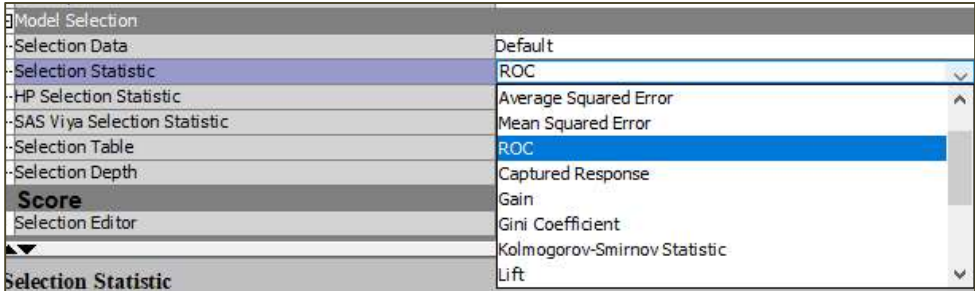 Model Selection
Selection Data Default
Selection Statistic ROC
HP Selection Statistic Average Squared Error
SAS Viya Selection Statistic Mean Squared Error
Selection Table ROC
Selection Depth Captured Response
Score Gain
Selection Editor Gini Coefficient
Kolmogorov-Smirnov Statistic
Selection Statistic Lift